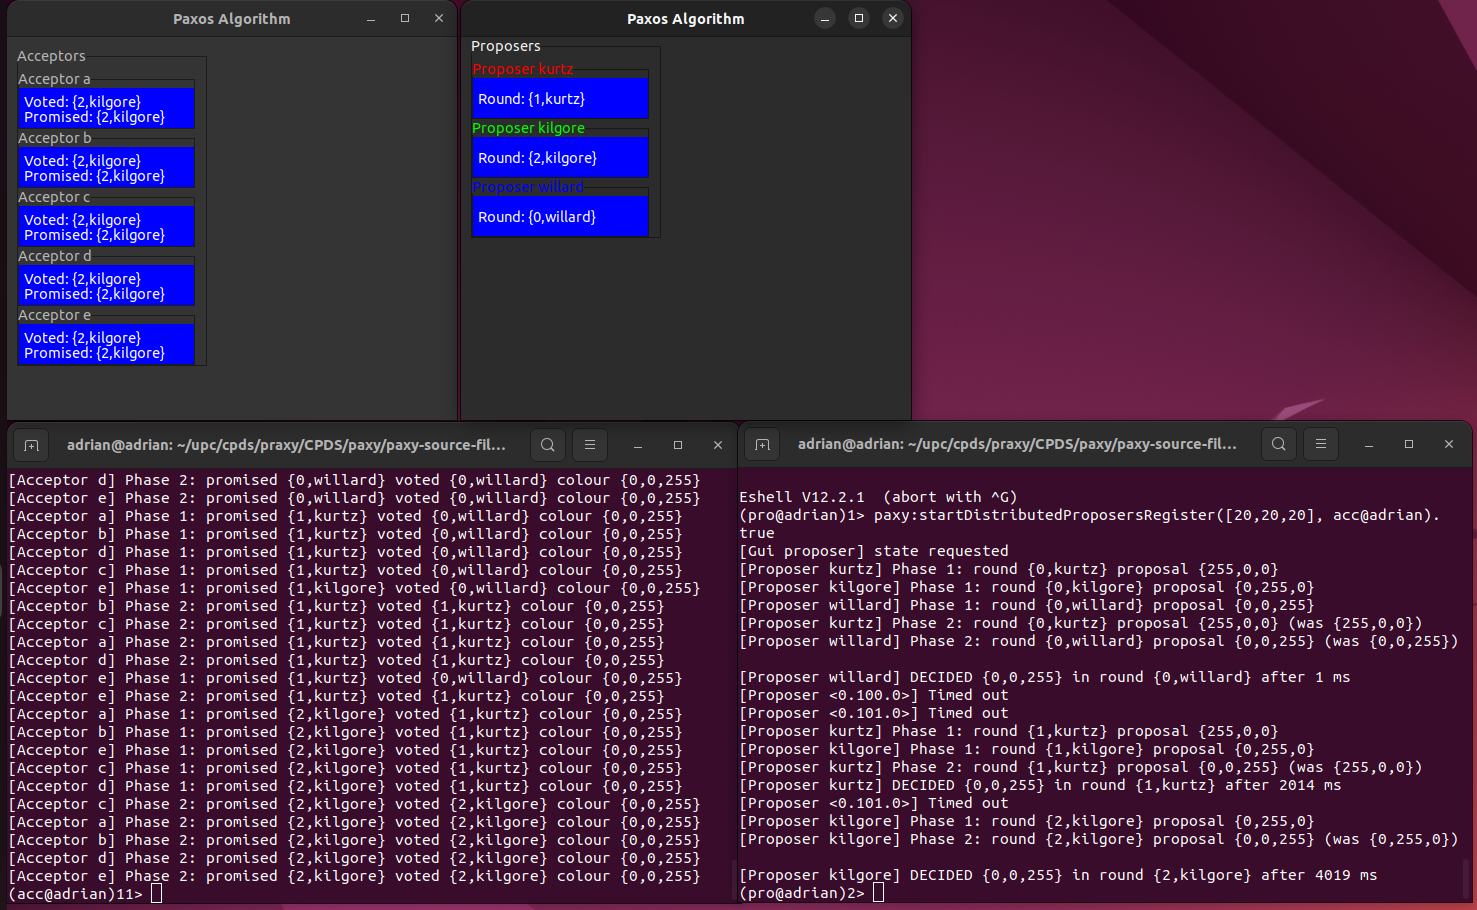 Paxos Algorithm
Acceptors
Acceptor a
Voted: {2,kilgore}
Promised: {2,kilgore}
Acceptor b
Voted: {2,kilgore}
Promised: {2,kilgore}
Acceptor c
Voted: {2,kilgore}
Promised: {2,kilgore}
Acceptor d
Voted: {2,kilgore}
Promised: {2,kilgore}
Acceptor e
Voted: {2,kilgore}
Promised: {2,kilgore}
Paxos Algorithm
Proposers
Proposer kurtz
Round: {1,kurtz}
Proposer kilgore
Round: {2,kilgore}
Proposer willard
Round: {0,willard}
adrian@adrian: ~/upc/cpds/praxy/CPDS/paxy/paxy-source-fil...
[Acceptor d] Phase 2: promised {0,willard} voted {0,willard} colour {0,0,255}
[Acceptor e] Phase 2: promised {0,willard} voted {0,willard} colour {0,0,255}
[Acceptor a] Phase 1: promised {1,kurtz} voted {0,willard} colour {0,0,255}
[Acceptor b] Phase 1: promised {1,kurtz} voted {0,willard} colour {0,0,255}
[Acceptor d] Phase 1: promised {1,kurtz} voted {0,willard} colour {0,0,255}
[Acceptor c] Phase 1: promised {1,kurtz} voted {0,willard} colour {0,0,255}
[Acceptor e] Phase 1: promised {1,kilgore} voted {0,willard} colour {0,0,255}
[Acceptor b] Phase 2: promised {1,kurtz} voted {1,kurtz} colour {0,0,255}
[Acceptor c] Phase 2: promised {1,kurtz} voted {1,kurtz} colour {0,0,255}
[Acceptor a] Phase 2: promised {1,kurtz} voted {1,kurtz} colour {0,0,255}
[Acceptor d] Phase 2: promised {1,kurtz} voted {1,kurtz} colour {0,0,255}
[Acceptor e] Phase 1: promised {1,kurtz} voted {0,willard} colour {0,0,255}
[Acceptor e] Phase 2: promised {1,kurtz} voted {1,kurtz} colour {0,0,255}
[Acceptor a] Phase 1: promised {2,kilgore} voted {1,kurtz} colour {0,0,255}
[Acceptor b] Phase 1: promised {2,kilgore} voted {1,kurtz} colour {0,0,255}
[Acceptor e] Phase 1: promised {2,kilgore} voted {1,kurtz} colour {0,0,255}
[Acceptor c] Phase 1: promised {2,kilgore} voted {1,kurtz} colour {0,0,255}
[Acceptor d] Phase 1: promised {2,kilgore} voted {1,kurtz} colour {0,0,255}
[Acceptor c] Phase 2: promised {2,kilgore} voted {2,kilgore} colour {0,0,255}
[Acceptor a] Phase 2: promised {2,kilgore} voted {2,kilgore} colour {0,0,255}
[Acceptor b] Phase 2: promised {2,kilgore} voted {2,kilgore} colour {0,0,255}
[Acceptor d] Phase 2: promised {2,kilgore} voted {2,kilgore} colour {0,0,255}
[Acceptor e] Phase 2: promised {2,kilgore} voted {2,kilgore} colour {0,0,255}
(acc@adrian)11>
adrian@adrian: ~/upc/cpds/praxy/CPDS/paxy/paxy-source-fil...
Eshell V12.2.1  (abort with ^G)
(pro@adrian)1> paxy:startDistributedProposersRegister([20,20,20], acc@adrian).
true
[Gui proposer] state requested
[Proposer kurtz] Phase 1: round {0,kurtz} proposal {255,0,0}
[Proposer kilgore] Phase 1: round {0,kilgore} proposal {0,255,0}
[Proposer willard] Phase 1: round {0,willard} proposal {0,0,255}
[Proposer kurtz] Phase 2: round {0,kurtz} proposal {255,0,0} (was {255,0,0})
[Proposer willard] Phase 2: round {0,willard} proposal {0,0,255} (was {0,0,255})
[Proposer willard] DECIDED {0,0,255} in round {0,willard} after 1 ms
[Proposer <0.100.0>] Timed out
[Proposer <0.101.0>] Timed out
[Proposer kurtz] Phase 1: round {1,kurtz} proposal {255,0,0}
[Proposer kilgore] Phase 1: round {1,kilgore} proposal {0,255,0}
[Proposer kurtz] Phase 2: round {1,kurtz} proposal {0,0,255} (was {255,0,0})
[Proposer kurtz] DECIDED {0,0,255} in round {1,kurtz} after 2014 ms
[Proposer <0.101.0>] Timed out
[Proposer kilgore] Phase 1: round {2,kilgore} proposal {0,255,0}
[Proposer kilgore] Phase 2: round {2,kilgore} proposal {0,0,255} (was {0,255,0})
[Proposer kilgore] DECIDED {0,0,255} in round {2,kilgore} after 4019 ms
(pro@adrian)2>